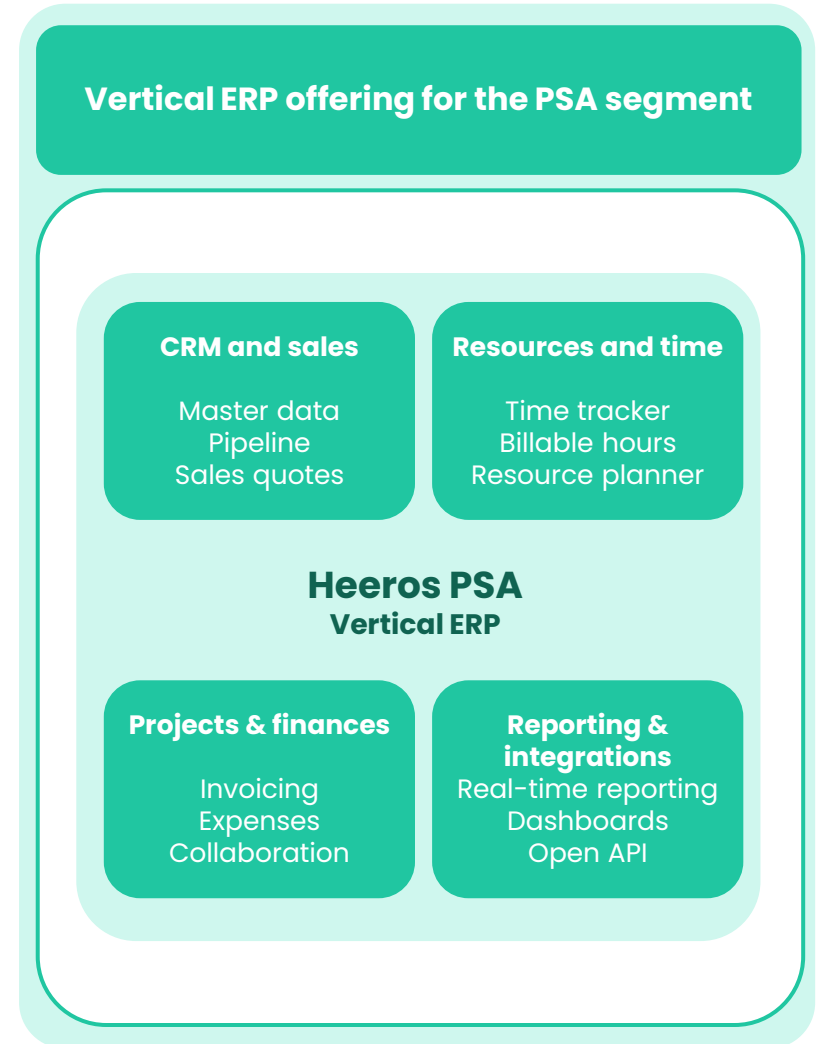 Vertical ERP offering for the PSA segment
CRM and sales
Master data
Pipeline
Sales quotes
Resources and time
Time tracker
Billable hours
Resource planner
Heeros PSA
Vertical ERP
Projects & finances
Invoicing
Expenses
Collaboration
Reporting &
integrations
Real-time reporting
Dashboards
Open API